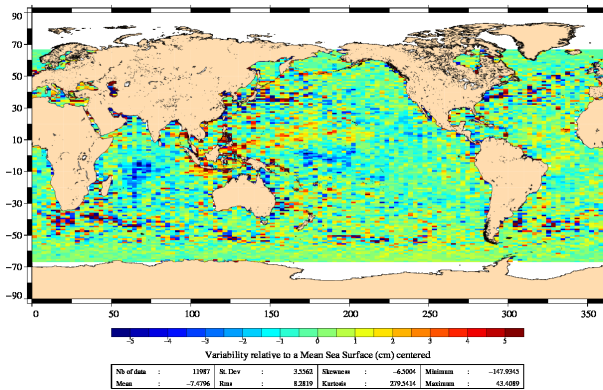 90
70
50
30
10
−10
−30
−50
−70
−90
0 50 100 150 200 250 300 350
−5 −4 −3 −2 −1 0 1 2 3 4 5
Variability relative to a Mean Sea Surface (cm) centered
Nb of data : 11987 St. Dev : 3.5562 Skewness : −6.5004 Minimum : −147.9345
Mean : −7.4796 Rms : 8.2819 Kurtosis : 279.5414 Maximum : 43.4089